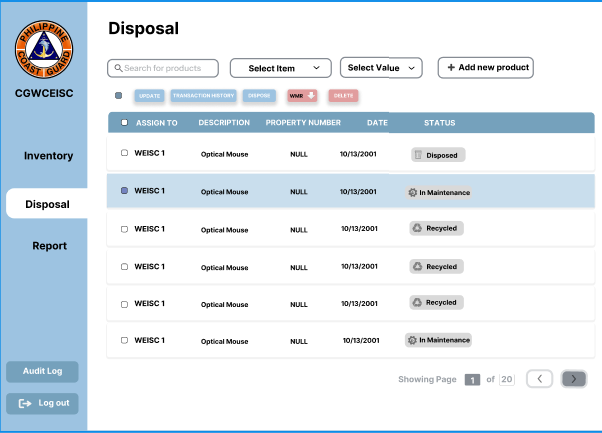 Disposal
PHILIPPINE
COAST GUARD
CGWCEISC
Inventory
Disposal
Report
Audit Log
Log out
Search for products
Select Item
Select Value
+ Add new product
UPDATE
TRANSACTION HISTORY
DISPOSE
WMR
DELETE
ASSIGN TO DESCRIPTION PROPERTY NUMBER DATE STATUS
WEISC 1 Optical Mouse NULL 10/13/2001 Disposed
WEISC 1 Optical Mouse NULL 10/13/2001 In Maintenance
WEISC 1 Optical Mouse NULL 10/13/2001 Recycled
WEISC 1 Optical Mouse NULL 10/13/2001 Recycled
WEISC 1 Optical Mouse NULL 10/13/2001 Recycled
WEISC 1 Optical Mouse NULL 10/13/2001 In Maintenance
Showing Page 1 of 20